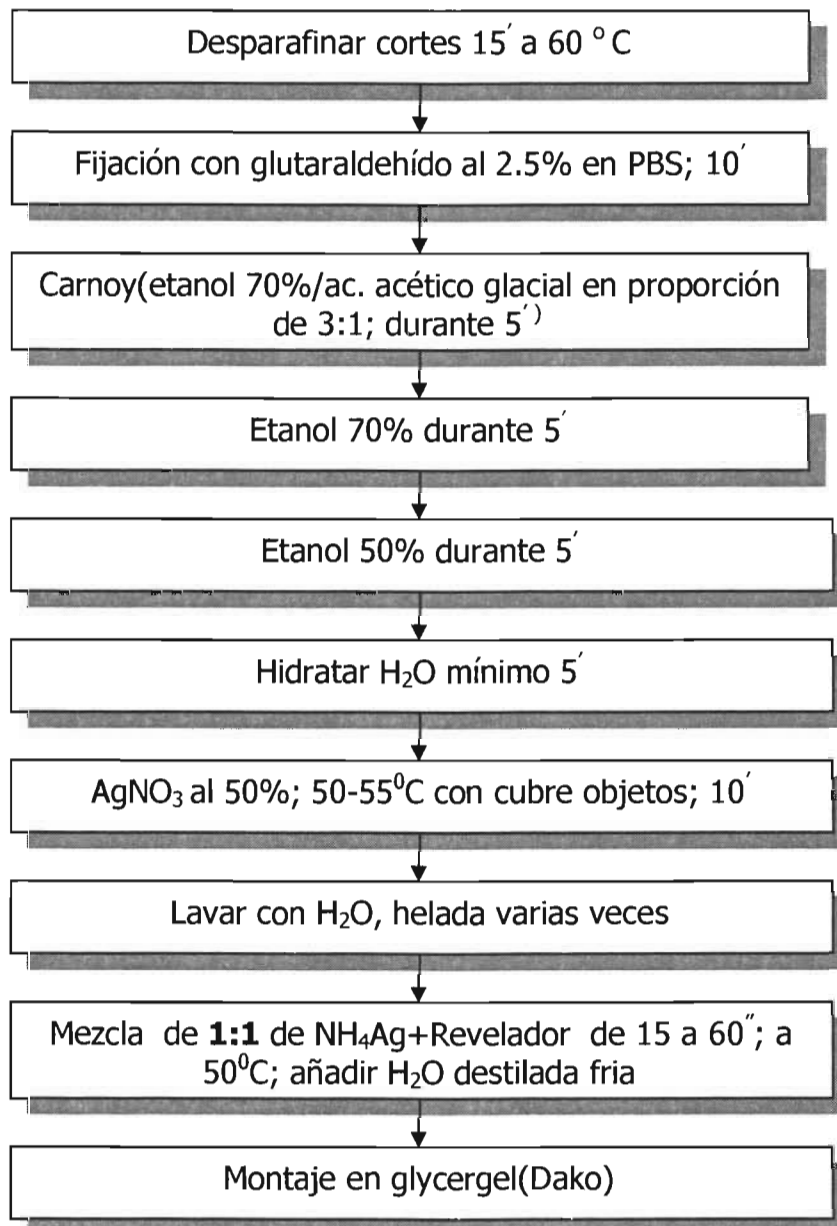 Desparafinar cortes 15′ a 60 °C
Fijación con glutaraldehído al 2.5% en PBS; 10′
Carnoy(etanol 70%/ac. acético glacial en proporción
de 3:1; durante 5′)
Etanol 70% durante 5′
Etanol 50% durante 5′
Hidratar H₂O mínimo 5′
AgNO₃ al 50%; 50-55⁰C con cubre objetos; 10′
Lavar con H₂O, helada varias veces
Mezcla de 1:1 de NH₄Ag+Revelador de 15 a 60″; a
50⁰C; añadir H₂O destilada fria
Montaje en glycergel(Dako)